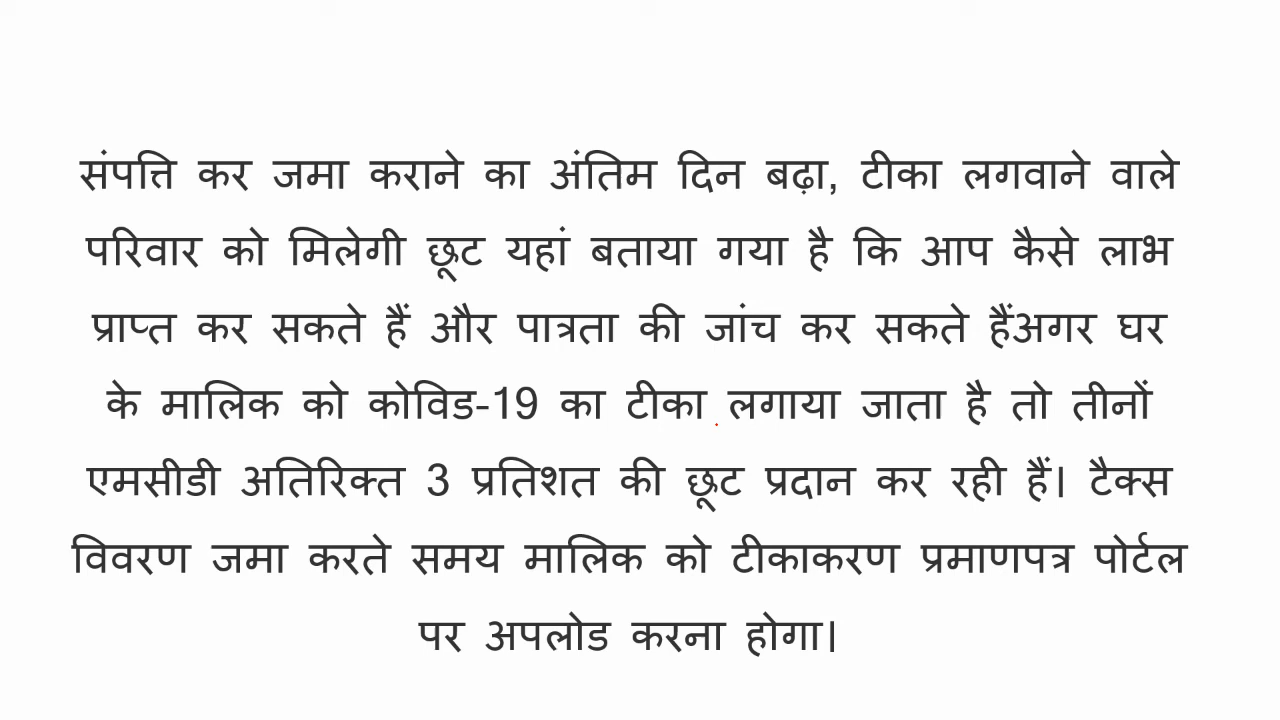 संपत्ति कर जमा कराने का अंतिम दिन बढ़ा, टीका लगवाने वाले
परिवार को मिलेगी छूट यहां बताया गया है कि आप कैसे लाभ
प्राप्त कर सकते हैं और पात्रता की जांच कर सकते हैंअगर घर
के मालिक को कोविड-19 का टीका लगाया जाता है तो तीनों
एमसीडी अतिरिक्त 3 प्रतिशत की छूट प्रदान कर रही हैं। टैक्स
विवरण जमा करते समय मालिक को टीकाकरण प्रमाणपत्र पोर्टल
पर अपलोड करना होगा।